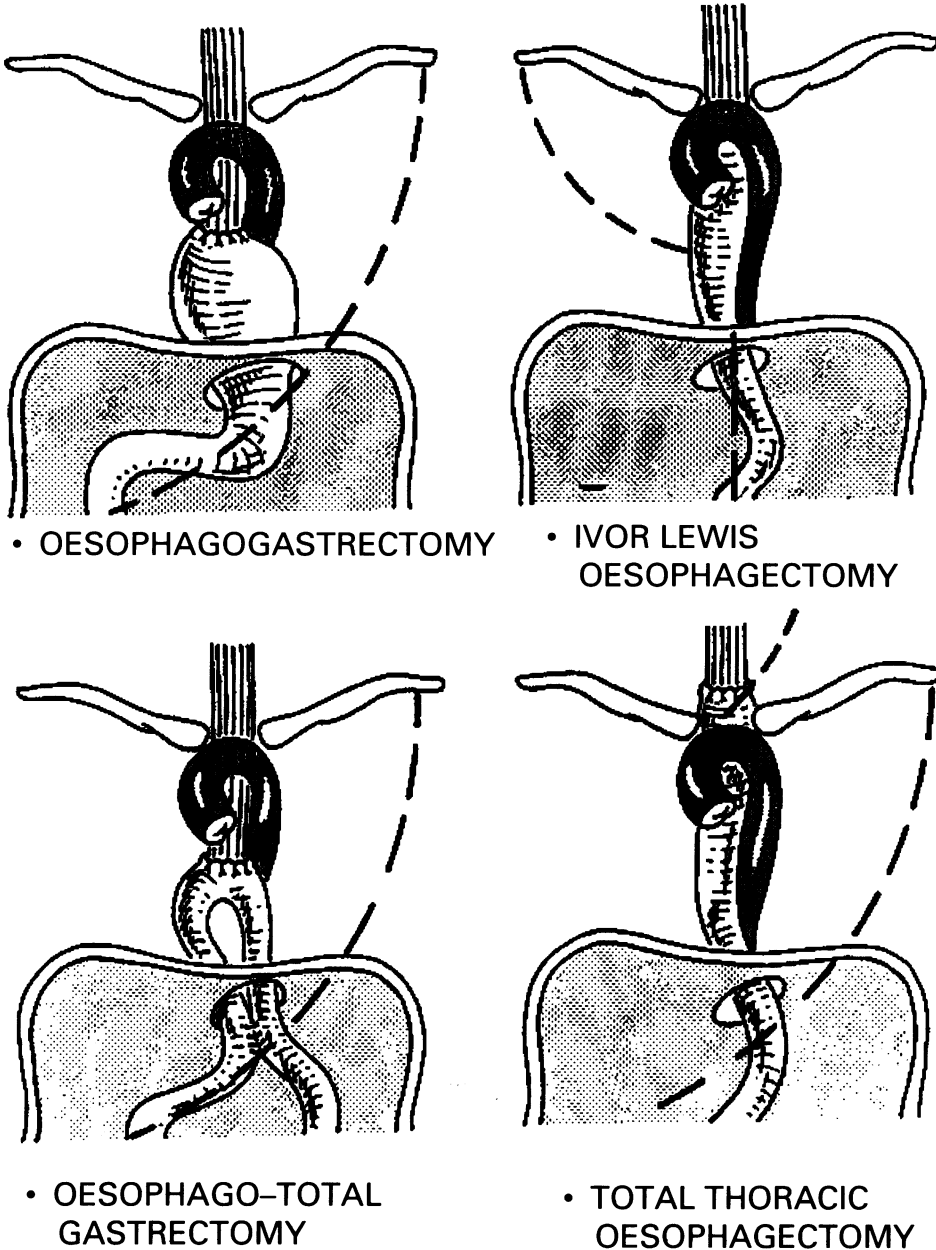 • OESOPHAGOGASTRECTOMY
• IVOR LEWIS
OESOPHAGECTOMY
• OESOPHAGO–TOTAL
GASTRECTOMY
• TOTAL THORACIC
OESOPHAGECTOMY